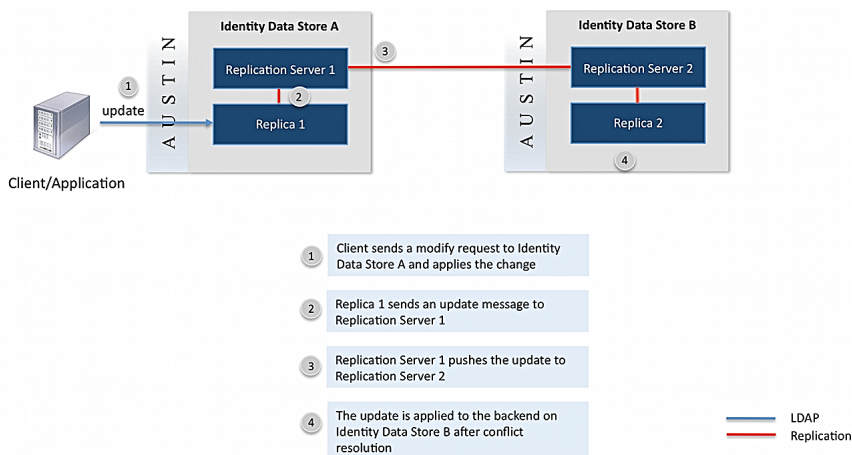 Identity Data Store A
Identity Data Store B
AUSTIN
Replication Server 1
3
AUSTIN
Replication Server 2
1
update
2
Replica 1
Replica 2
4
Client/Application
1
Client sends a modify request to Identity
Data Store A and applies the change
2
Replica 1 sends an update message to
Replication Server 1
3
Replication Server 1 pushes the update to
Replication Server 2
4
The update is applied to the backend on
Identity Data Store B after conflict
resolution
LDAP
Replication